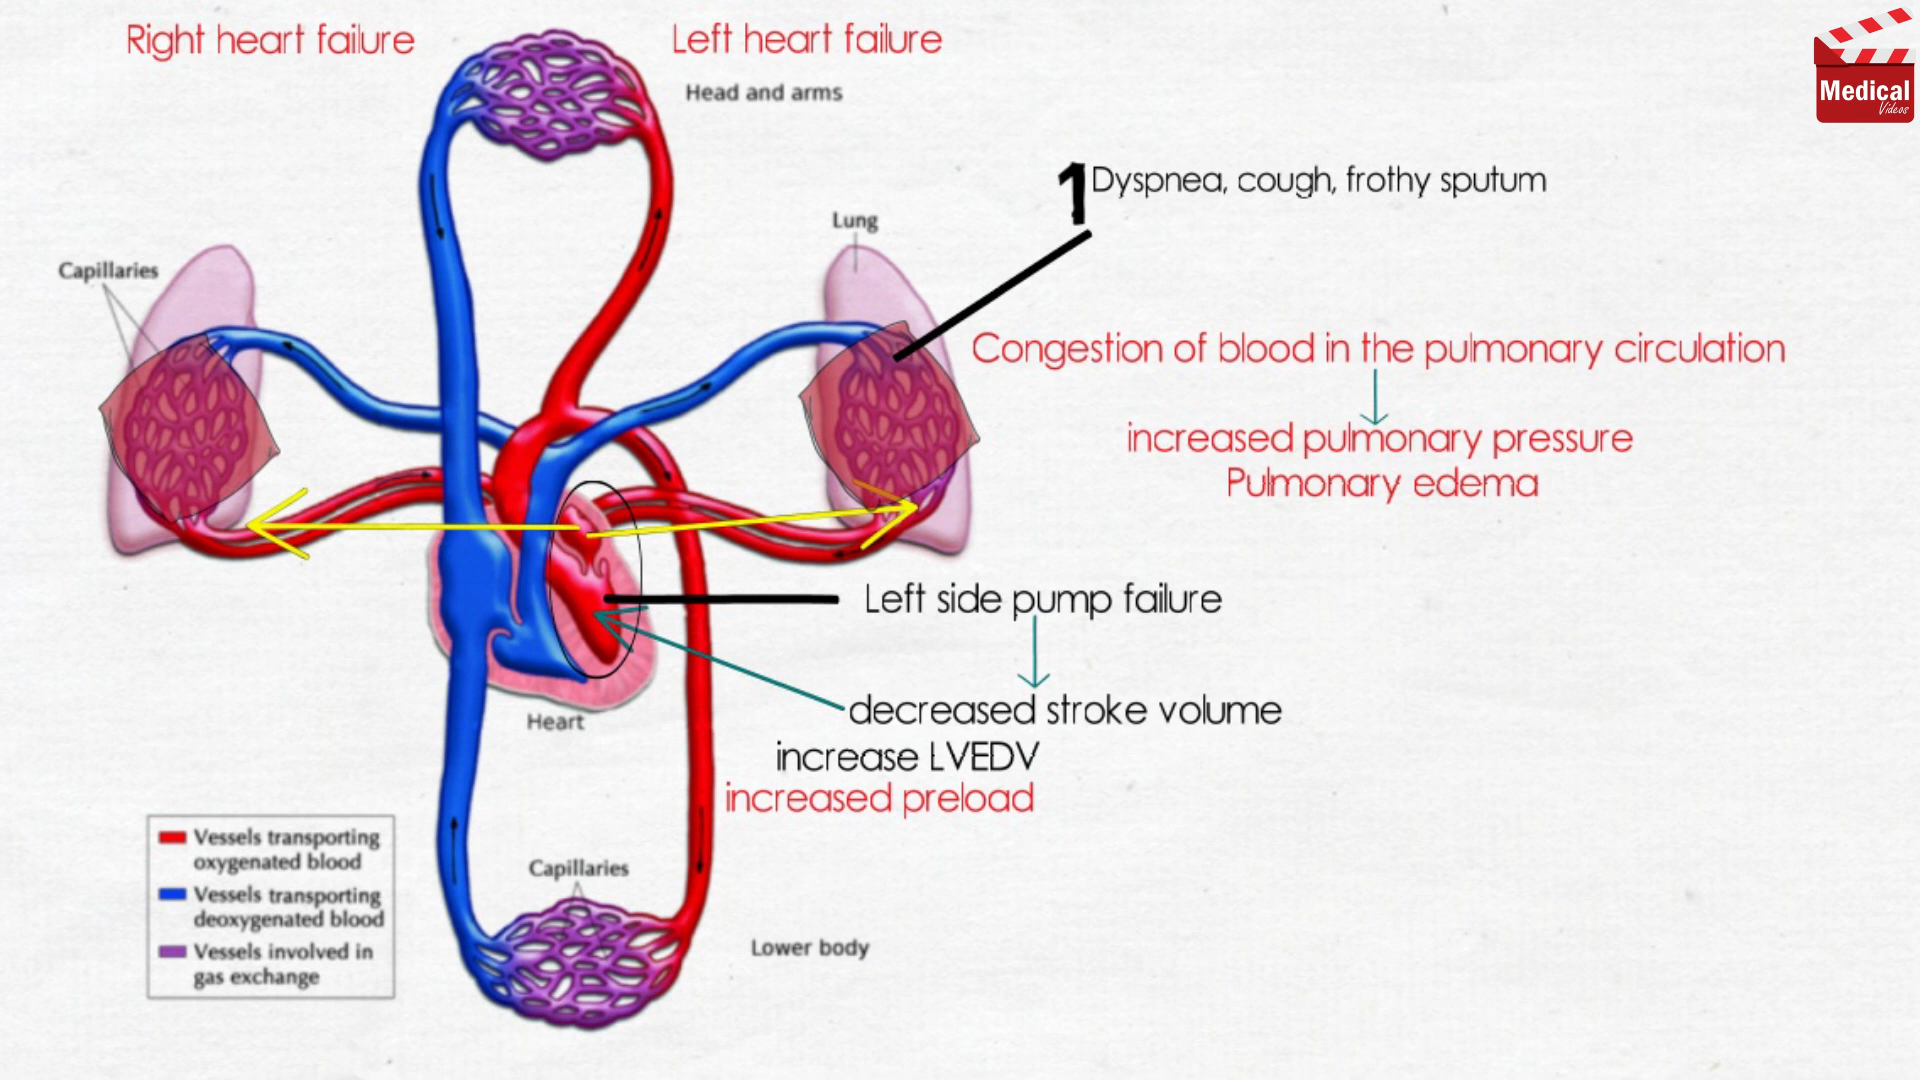 Right heart failure
Left heart failure
Head and arms
Medical
Videos
1 Dyspnea, cough, frothy sputum
Lung
Capillaries
Congestion of blood in the pulmonary circulation
increased pulmonary pressure
Pulmonary edema
Left side pump failure
decreased stroke volume
Heart
increase LVEDV
increased preload
Vessels transporting
oxygenated blood
Vessels transporting
deoxygenated blood
Vessels involved in
gas exchange
Capillaries
Lower body